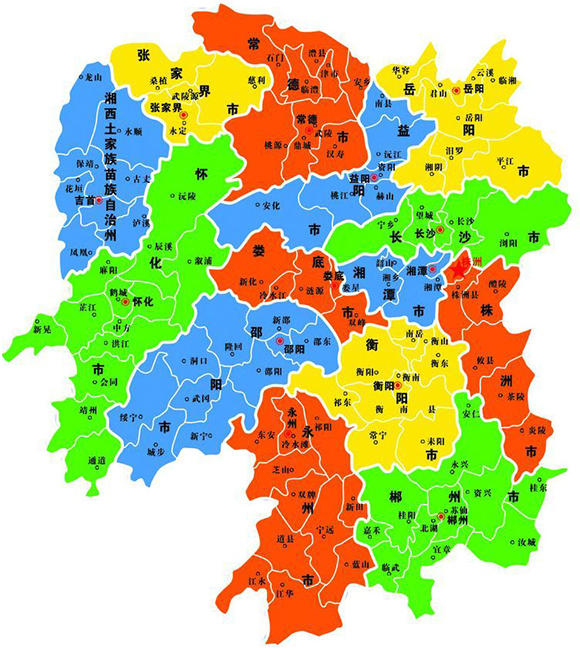 张家界市
桑植
武陵源
慈利
张家界
永定
常德市
石门
澧县
津市
临澧
安乡
常德
武陵
桃源
鼎城
汉寿
岳阳市
华容
君山
岳阳
云溪
临湘
岳阳
汨罗
湘阴
平江
湘西土家族苗族自治州
龙山
永顺
保靖
花垣
古丈
吉首
泸溪
凤凰
益阳市
南县
沅江
资阳
益阳
桃江
赫山
安化
怀化市
沅陵
辰溪
溆浦
麻阳
鹤城
怀化
芷江
新晃
中方
洪江
会同
靖州
通道
长沙市
望城
长沙
宁乡
长沙
浏阳
娄底市
新化
冷水江
涟源
娄底
娄星
双峰
湘潭市
韶山
湘乡
湘潭
湘潭
株洲市
株洲
株洲县
醴陵
攸县
茶陵
炎陵
邵阳市
新邵
隆回
邵阳
邵东
洞口
邵阳
武冈
绥宁
新宁
城步
衡阳市
南岳
衡山
衡东
衡阳
衡南
衡阳
祁东
衡南县
常宁
耒阳
永州市
永州
祁阳
东安
冷水滩
芝山
双牌
新田
道县
宁远
蓝山
江永
江华
郴州市
安仁
永兴
资兴
桂东
桂阳
苏仙
北湖
郴州
嘉禾
宜章
汝城
临武